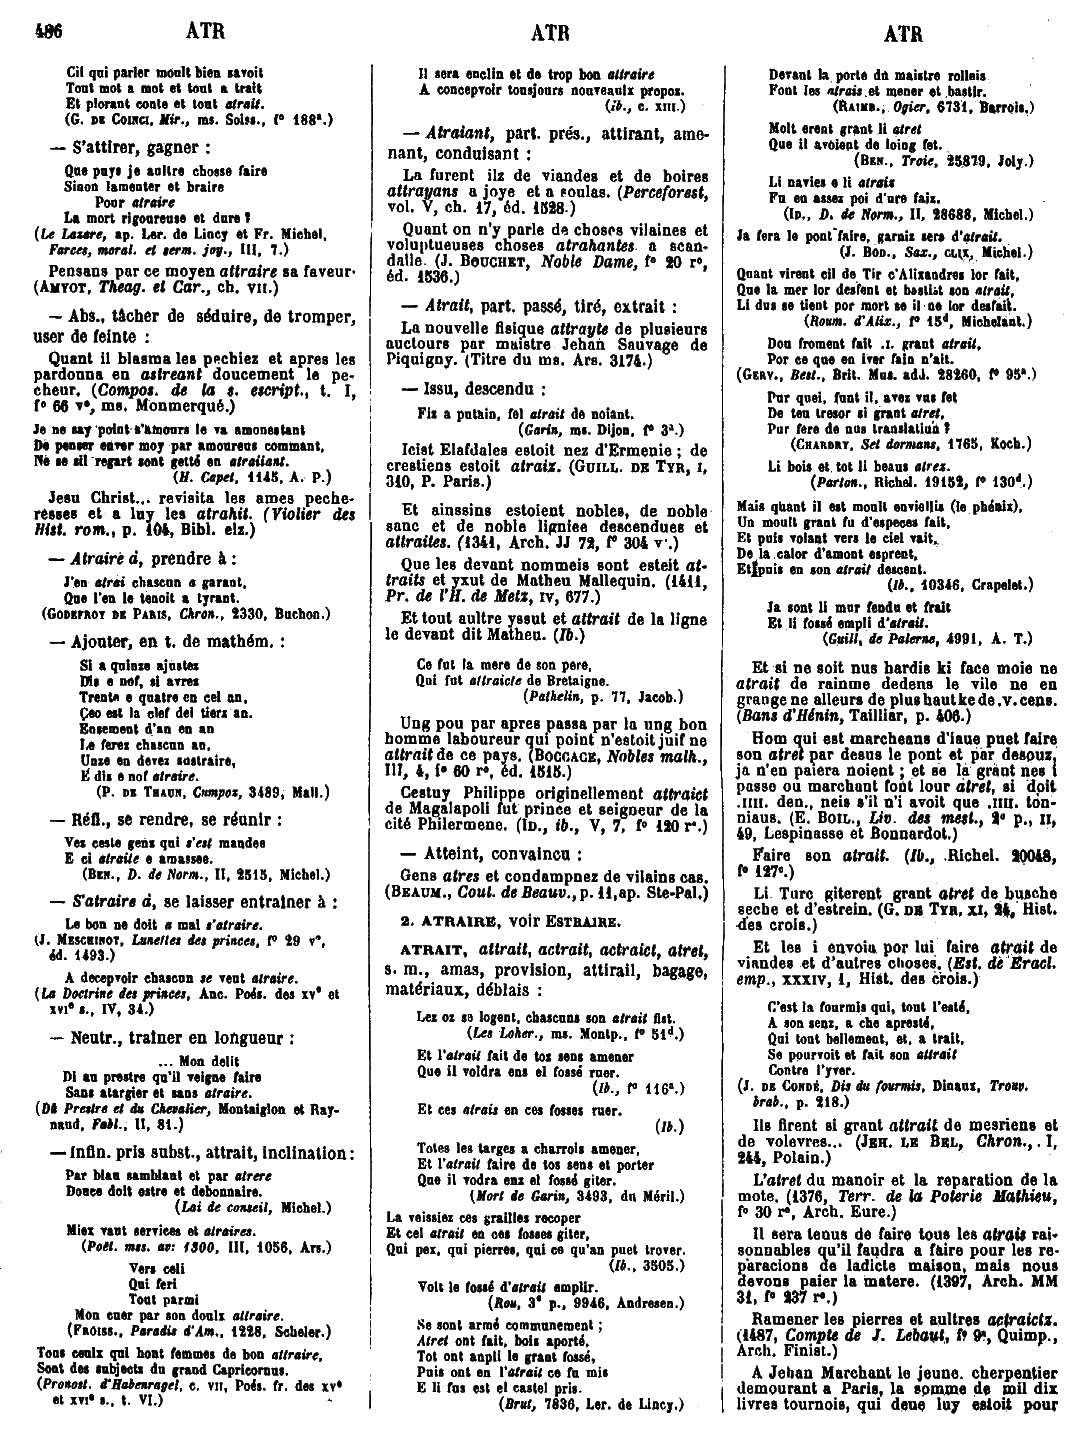 486 ATR
ATR
ATR
Cil qui parler moult bien savoit
Tout mot a mot et tout a trait
Et plorant conte et tout atrait.
(G. DE COINCI, Mir., ms. Soiss., fº 188ª.)
— S'attirer, gagner :
Que puys je aultre chosse faire
Sinon lamenter et braire
Pour atraire
La mort rigoureuse et dure ?
(Le Lazare, ap. Ler. de Lincy et Fr. Michel,
Farces, moral. et serm. joy., III, 7.)
Pensans par ce moyen attraire sa faveur.
(AMYOT, Theag. et Car., ch. VII.)
— Abs., tâcher de séduire, de tromper,
user de feinte :
Quant il blasma les pechiez et apres les
pardonna en astreant doucement le pe-
cheur. (Compos. de la s. escript., t. I,
fº 66 vº, ms. Monmerqué.)
Je ne say point s'Amours le va amonestant
De penser enver moy par amoureus commant,
Ne se sil regart sont getté en atraiiant.
(H. Capet, 1145, A. P.)
Jesu Christ... revisita les ames peche-
resses et a luy les atrahit. (Violier des
Hist. rom., p. 104, Bibl. elz.)
— Atraire a, prendre à :
J'en atrai chascun a garant,
Que l'en le tenoit a tyrant.
(GODEFROY DE PARIS, Chron., 2330, Buchon.)
— Ajouter, en t. de mathém. :
Si a quinze ajustez
Dis e nof, si avrez
Trente e quatre en cel an,
Ceo est la clef del tierz an.
Ensement d'an en an
Le ferez chascun an,
Unze en devez sustraire,
E dis e nof atraire.
(P. DE THAUN, Cumpoz, 3489, Mall.)
— Réfl., se rendre, se réunir :
Vez ceste genz qui s'est mandee
E ci atraite e amassee.
(BEN., D. de Norm., II, 2515, Michel.)
— S'atraire a, se laisser entraîner à :
Le bon ne doit a mal s'atraire.
(J. MESCHINOT, Lunettes des princes, fº 29 vº,
éd. 1493.)
A decepvoir chascun se veut atraire.
(La Doctrine des princes, Anc. Poés. des XVe et
XVIe s., IV, 34.)
— Neutr., traîner en longueur :
... Mon delit
Di au prestre qu'il veigne faire
Sans atargier et sans atraire.
(Du Prestre et du Chevalier, Montaiglon et Ray-
naud, Fabl., II, 81.)
— Infin. pris subst., attrait, inclination :
Par biau samblant et par atrere
Douce doit estre et debonnaire.
(Lai de conseil, Michel.)
Miex vaut services et atraires.
(Poët. mss. av. 1300, III, 1056, Ars.)
Vers celi
Qui feri
Tout parmi
Mon cuer par son doulz attraire.
(FROISS., Paradis d'Am., 1228, Scheler.)
Tous ceulx qui hont femmes de bon attraire,
Sont des subjects du grand Capricornus.
(Pronost. d'Habenragel, c. VII, Poés. fr. des XVe
et XVIe s., t. VI.)
Il sera enclin et de trop bon attraire
A concepvoir tousjours nouveaulx propos.
(ib., c. XIII.)
— Atraiant, part. prés., attirant, ame-
nant, conduisant :
La furent ilz de viandes et de boires
attrayans a joye et a soulas. (Perceforest,
vol. V, ch. 17, éd. 1528.)
Quant on n'y parle de choses vilaines et
voluptueuses choses atrahantes a scan-
dalle. (J. BOUCHET, Noble Dame, fº 20 rº,
éd. 1536.)
— Atrait, part. passé, tiré, extrait :
La nouvelle fisique attrayte de plusieurs
auctours par maistre Jehan Sauvage de
Piquigny. (Titre du ms. Ars. 3174.)
— Issu, descendu :
Fix a putain, fel atrait de noiant.
(Garin, ms. Dijon, fº 3ª.)
Icist Elafdales estoit nez d'Ermenie ; de
crestiens estoit atraiz. (GUILL. DE TYR, I,
310, P. Paris.)
Et ainssins estoient nobles, de noble
sanc et de noble ligniee descendues et
attraites. (1341, Arch. JJ 72, fº 304 vº.)
Que les devant nommeis sont esteit at-
traits et yxut de Matheu Mallequin. (1411,
Pr. de l'H. de Metz, IV, 677.)
Et tout aultre yssut et attrait de la ligne
le devant dit Matheu. (Ib.)
Ce fut la mere de son pere,
Qui fut attraicte de Bretaigne.
(Pathelin, p. 77, Jacob.)
Ung pou par apres passa par la ung bon
homme laboureur qui point n'estoit juif ne
attrait de ce pays. (BOCCACE, Nobles malh.,
III, 4, fº 60 rº, éd. 1515.)
Cestuy Philippe originellement attraict
de Magalapoli fut prince et seigneur de la
cité Philermene. (ID., ib., V, 7, fº 120 rº.)
— Atteint, convaincu :
Gens atres et condampnez de vilains cas.
(BEAUM., Cout. de Beauv., p. 11, ap. Ste-Pal.)
2. ATRAIRE, voir ESTRAIRE.
ATRAIT, attrait, actrait, actraict, atret,
s. m., amas, provision, attirail, bagage,
matériaux, déblais :
Lez oz se logent, chascuns son atrait fist.
(Les Loher., ms. Montp., fº 51d.)
Et l'atrait fait de toz sens amener
Que il voldra ens el fossé ruer.
(Ib., fº 116ª.)
Et ces atrais en ces fosses ruer.
(Ib.)
Totes les targes a charrois amener,
Et l'atrait faire de tos sens et porter
Que il vodra enz el fossé giter.
(Mort de Garin, 3493, du Méril.)
La veissiez ces grailles recoper
Et cel atrait en ces fosses giter,
Qui pez, qui pierres, qui ce qu'an puet trover.
(Ib., 3505.)
Volt le fossé d'atrait emplir.
(Rou, 3e p., 9946, Andresen.)
Se sont armé communement ;
Atret ont fait, bois aporté,
Tot ont anpli le grant fossé,
Puis ont en l'atrait ce fu mis
E li fus est el castel pris.
(Brut, 7836, Ler. de Lincy.)
Devant la porte du maistre rolleis
Font les atrais et mener et bastir.
(RAIMB., Ogier, 6731, Barrois.)
Molt erent grant li atret
Que il avoient de loing fet.
(BEN., Troie, 25879, Joly.)
Li navies e li atrais
Fu en assez poi d'ure faiz.
(ID., D. de Norm., II, 28688, Michel.)
Ja fera le pont faire, garniz sers d'atrait.
(J. BOD., Sax., CLIX, Michel.)
Quant virent cil de Tir c'Alixandres lor fait,
Que la mer lor desfent et bastist son atrait,
Li dus se tient por mort se il ne lor desfait.
(Roum. d'Alix., fº 15d, Michelant.)
Dou froment fait .I. grant atrait,
Por ce que en iver fain n'ait.
(GERV., Best., Brit. Mus. add. 28260, fº 95ª.)
Pur quei, funt il, avez vus fet
De teu tresor si grant atret,
Pur fere de nus translatiun ?
(CHARDRY, Set dormans, 1765, Koch.)
Li bois et tot li beaus atrez.
(Parton., Richel. 19152, fº 130d.)
Mais quant il est moult enviellis (le phénix),
Un moult grant fu d'especes fait,
Et puis volant vers le ciel vait,
De la calor d'amont esprent,
Et puis en son atrait descent.
(Ib., 10346, Crapelet.)
Ja sont li mur fendu et frait
Et li fossé empli d'atrait.
(Guill. de Palerne, 4991, A. T.)
Et si ne soit nus hardis ki face moie ne
atrait de rainme dedens le vile ne en
grange ne alleurs de plus haut ke de .v. cens.
(Bans d'Hénin, Tailliar, p. 406.)
Hom qui est marcheans d'iaue puet faire
son atret par desus le pont et par desouz,
ja n'en paiera noient ; et se la grant nes i
passe ou marchant font lour atret, si doit
.IIII. den., neis s'il n'i avoit que .IIII. ton-
niaus. (E. BOIL., Liv. des mest., 2e p., II,
49, Lespinasse et Bonnardot.)
Faire son atrait. (Ib., Richel. 20048,
fº 127c.)
Li Turc giterent grant atret de busche
seche et d'estrein. (G. DE TYR, XI, 24, Hist.
des crois.)
Et les i envoia por lui faire atrait de
viandes et d'autres choses. (Est. de Eracl.
emp., XXXIV, 1, Hist. des crois.)
C'est la fourmis qui, tout l'esté,
A son senz, a che apresté,
Qui tout bellement, et, a trait,
Se pourvoit et fait son attrait
Contre l'yver.
(J. DE CONDÉ, Dis du fourmis, Dinaux, Trouv.
brab., p. 218.)
Ils firent si grant attrait de mesriens et
de volevres... (JEH. LE BEL, Chron., I,
244, Polain.)
L'atret du manoir et la reparation de la
mote. (1376, Terr. de la Poterie Mathieu,
fº 30 rº, Arch. Eure.)
Il sera tenus de faire tous les atrais rai-
sonnables qu'il faudra a faire pour les re-
paracions de ladicte maison, mais nous
devons paier la matere. (1397, Arch. MM
31, fº 237 rº.)
Ramener les pierres et aultres actraictz.
(1487, Compte de J. Lebaut, fº 9ª, Quimp.,
Arch. Finist.)
A Jehan Marchant le jeune, cherpentier
demourant a Paris, la somme de mil dix
livres tournois, qui deue luy estoit pour